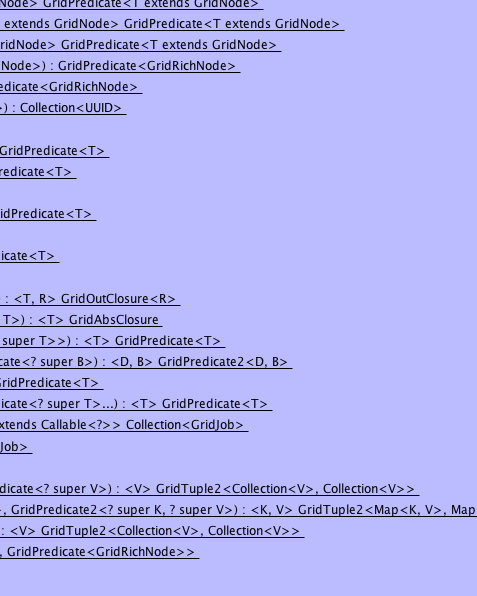 Node> GridPredicate<T extends GridNode>
extends GridNode> GridPredicate<T extends GridNode>
ridNode> GridPredicate<T extends GridNode>
Node>) : GridPredicate<GridRichNode>
edicate<GridRichNode>
>) : Collection<UUID>
GridPredicate<T>
redicate<T>
idPredicate<T>
icate<T>
: <T, R> GridOutClosure<R>
T>) : <T> GridAbsClosure
super T>>) : <T> GridPredicate<T>
cate<? super B>) : <D, B> GridPredicate2<D, B>
GridPredicate<T>
icate<? super T>...) : <T> GridPredicate<T>
xtends Callable<?>> Collection<GridJob>
Job>
dicate<? super V>) : <V> GridTuple2<Collection<V>, Collection<V>>
>, GridPredicate2<? super K, ? super V>) : <K, V> GridTuple2<Map<K, V>, Map
: <V> GridTuple2<Collection<V>, Collection<V>>
, GridPredicate<GridRichNode>>